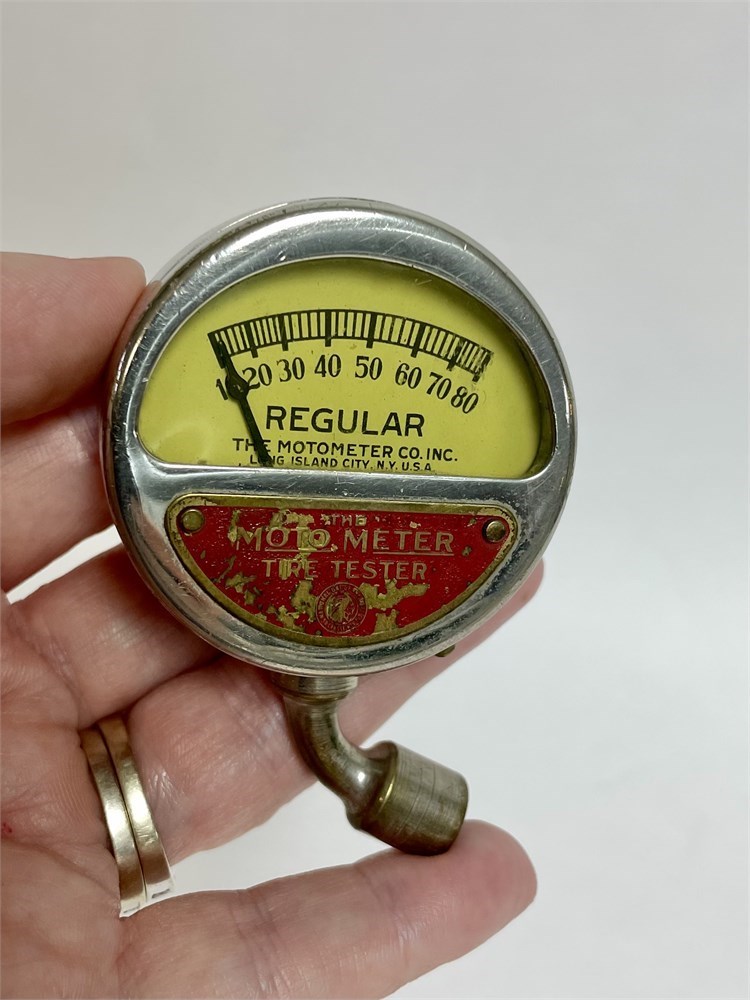 10 20 30 40 50 60 70 80
REGULAR
THE MOTOMETER CO. INC.
LONG ISLAND CITY, N.Y. U.S.A.
THE
MOTO METER
TIRE TESTER